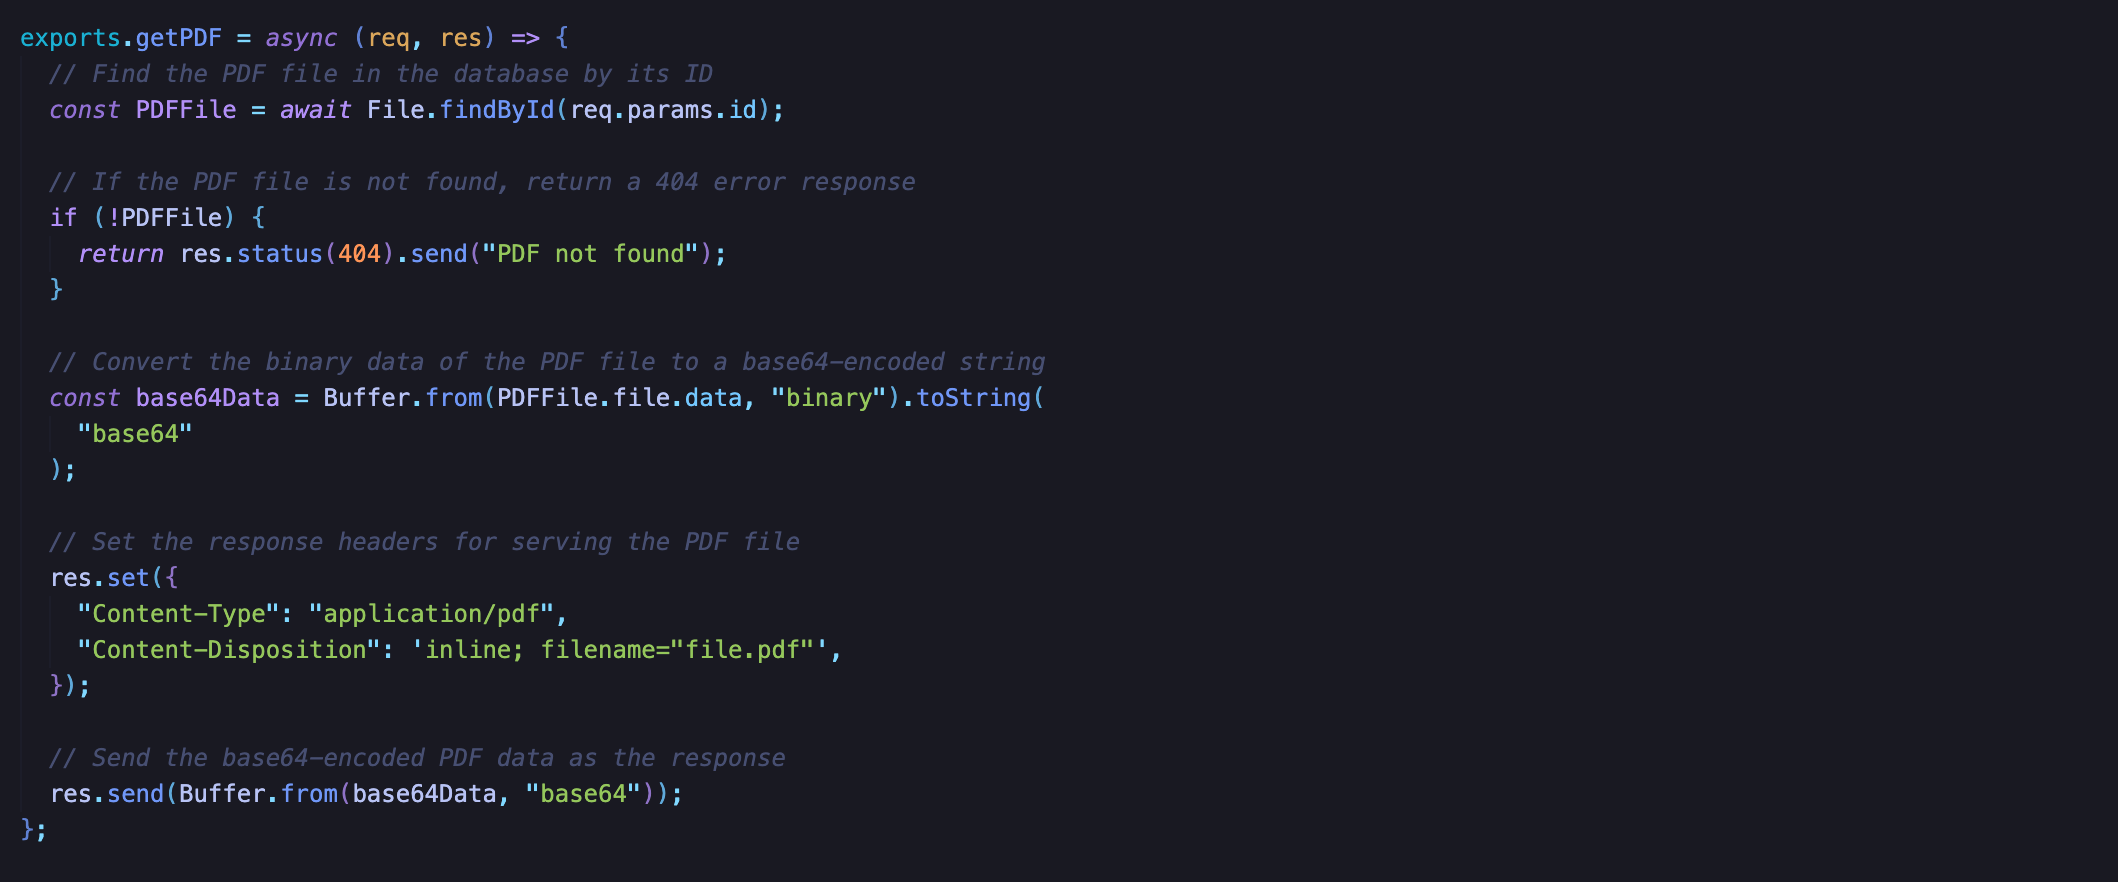 exports.getPDF = async (req, res) => {
  // Find the PDF file in the database by its ID
  const PDFFile = await File.findById(req.params.id);

  // If the PDF file is not found, return a 404 error response
  if (!PDFFile) {
    return res.status(404).send("PDF not found");
  }

  // Convert the binary data of the PDF file to a base64-encoded string
  const base64Data = Buffer.from(PDFFile.file.data, "binary").toString(
    "base64"
  );

  // Set the response headers for serving the PDF file
  res.set({
    "Content-Type": "application/pdf",
    "Content-Disposition": 'inline; filename="file.pdf"',
  });

  // Send the base64-encoded PDF data as the response
  res.send(Buffer.from(base64Data, "base64"));
};